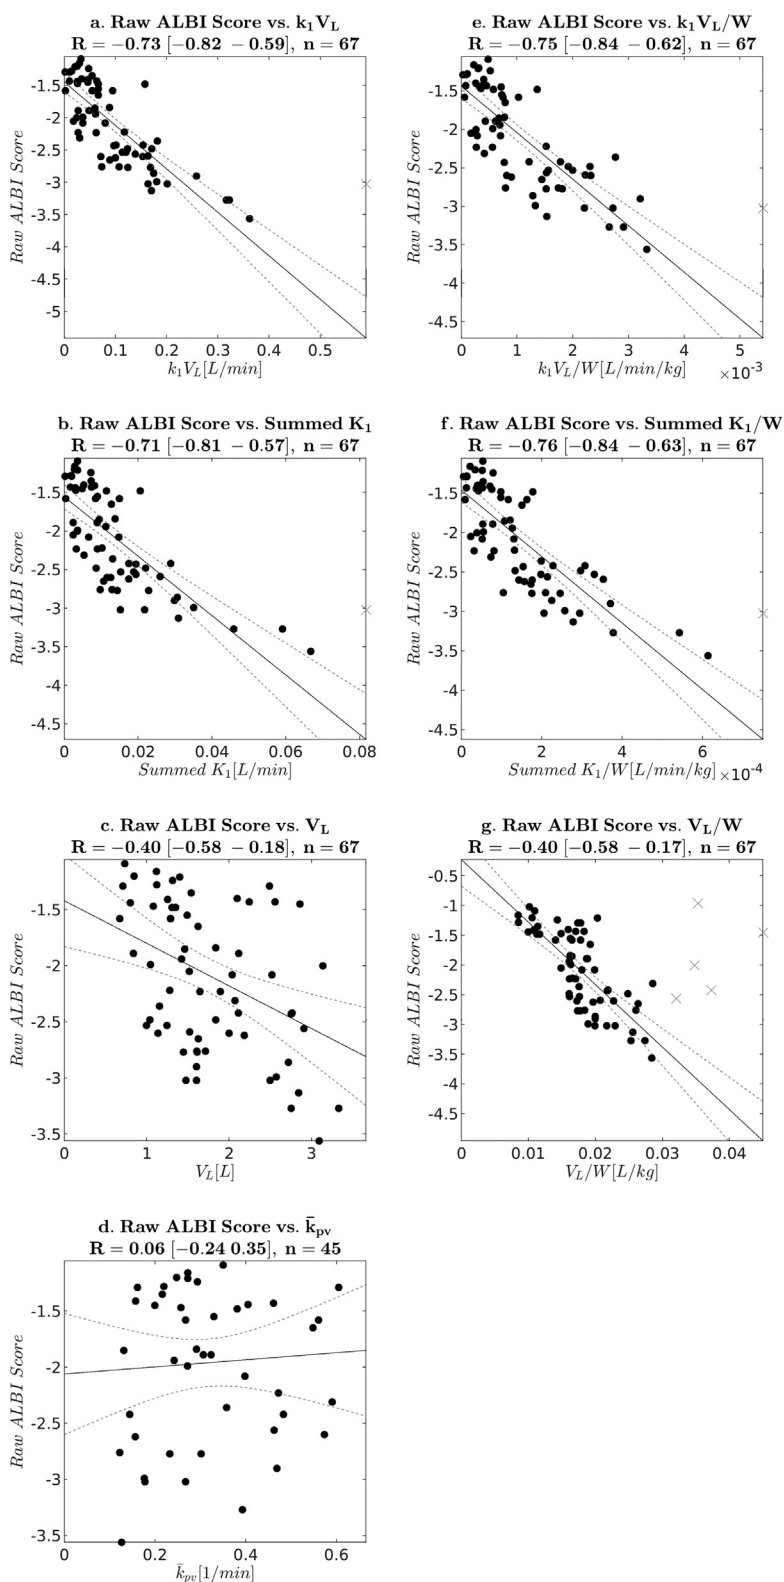 a. Raw ALBI Score vs. k₁V_L
R = −0.73 [−0.82 −0.59], n = 67
-1.5
-2
-2.5
-3
-3.5
-4
-4.5
-5
Raw ALBI Score
0 0.1 0.2 0.3 0.4 0.5
k₁V_L[L/min]
e. Raw ALBI Score vs. k₁V_L/W
R = −0.75 [−0.84 −0.62], n = 67
-1.5
-2
-2.5
-3
-3.5
-4
-4.5
Raw ALBI Score
0 1 2 3 4 5
k₁V_L/W[L/min/kg] ×10⁻³
b. Raw ALBI Score vs. Summed K₁
R = −0.71 [−0.81 −0.57], n = 67
-1.5
-2
-2.5
-3
-3.5
-4
-4.5
Raw ALBI Score
0 0.02 0.04 0.06 0.08
Summed K₁[L/min]
f. Raw ALBI Score vs. Summed K₁/W
R = −0.76 [−0.84 −0.63], n = 67
-1.5
-2
-2.5
-3
-3.5
-4
-4.5
Raw ALBI Score
0 2 4 6
Summed K₁/W[L/min/kg] ×10⁻⁴
c. Raw ALBI Score vs. V_L
R = −0.40 [−0.58 −0.18], n = 67
-1.5
-2
-2.5
-3
-3.5
Raw ALBI Score
0 1 2 3
V_L[L]
g. Raw ALBI Score vs. V_L/W
R = −0.40 [−0.58 −0.17], n = 67
-0.5
-1
-1.5
-2
-2.5
-3
-3.5
-4
-4.5
Raw ALBI Score
0 0.01 0.02 0.03 0.04
V_L/W[L/kg]
d. Raw ALBI Score vs. k̄_pv
R = 0.06 [−0.24 0.35], n = 45
-1.5
-2
-2.5
-3
-3.5
Raw ALBI Score
0 0.2 0.4 0.6
k̄_pv[1/min]